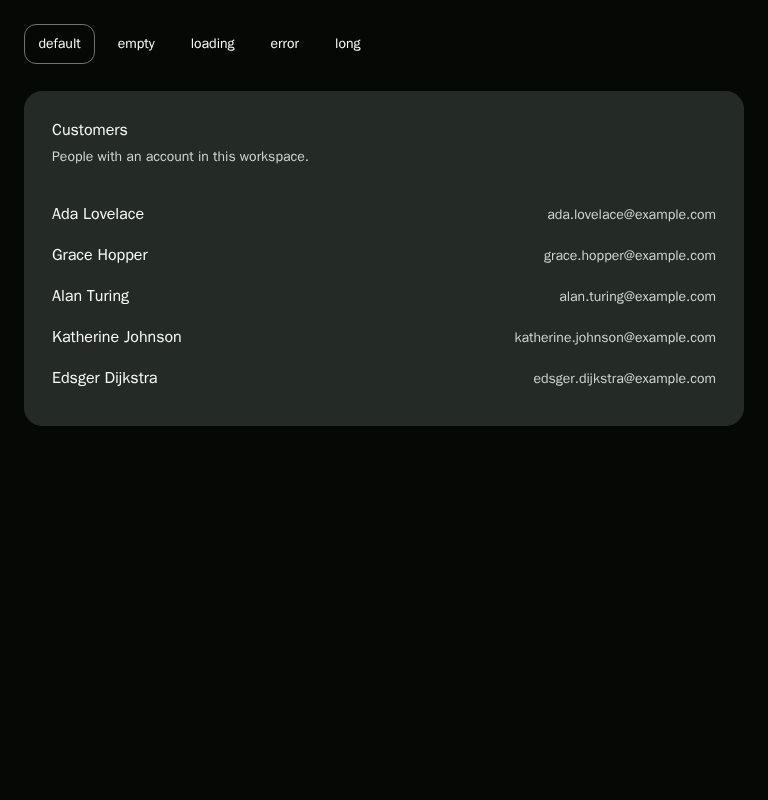 default empty loading error long
Customers
People with an account in this workspace.
Ada Lovelace ada.lovelace@example.com
Grace Hopper grace.hopper@example.com
Alan Turing alan.turing@example.com
Katherine Johnson katherine.johnson@example.com
Edsger Dijkstra edsger.dijkstra@example.com